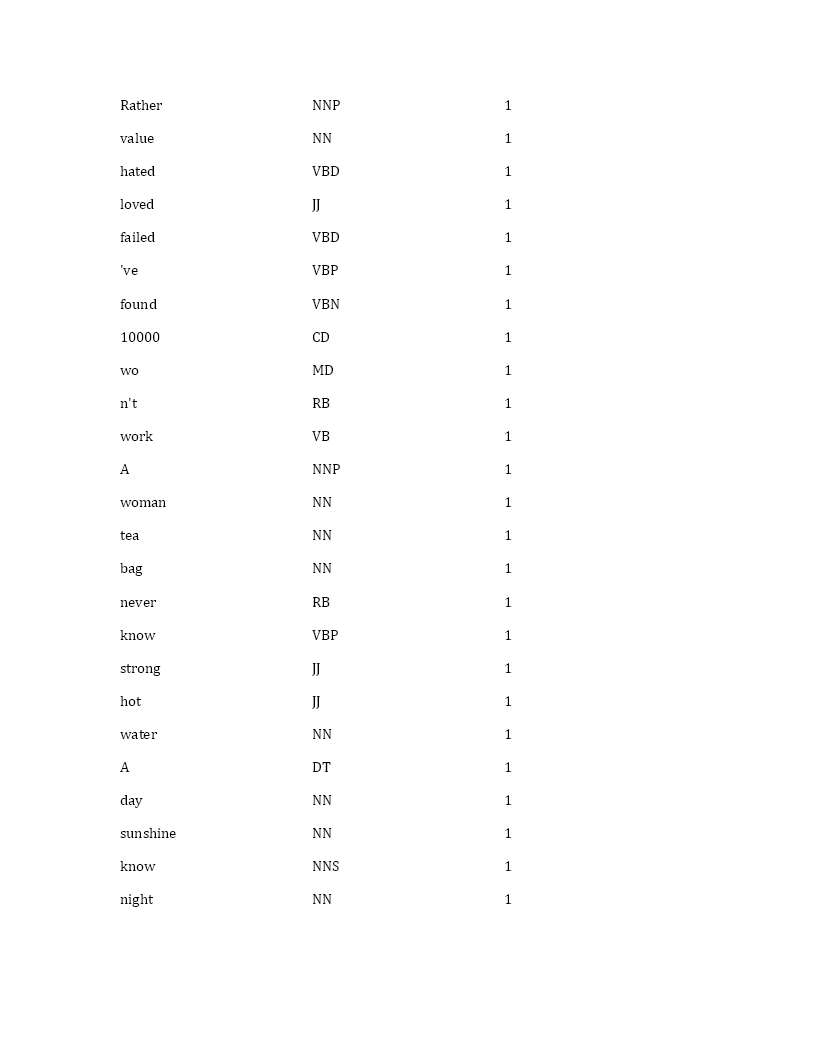 Rather NNP 1
value NN 1
hated VBD 1
loved JJ 1
failed VBD 1
've VBP 1
found VBN 1
10000 CD 1
wo MD 1
n't RB 1
work VB 1
A NNP 1
woman NN 1
tea NN 1
bag NN 1
never RB 1
know VBP 1
strong JJ 1
hot JJ 1
water NN 1
A DT 1
day NN 1
sunshine NN 1
know NNS 1
night NN 1